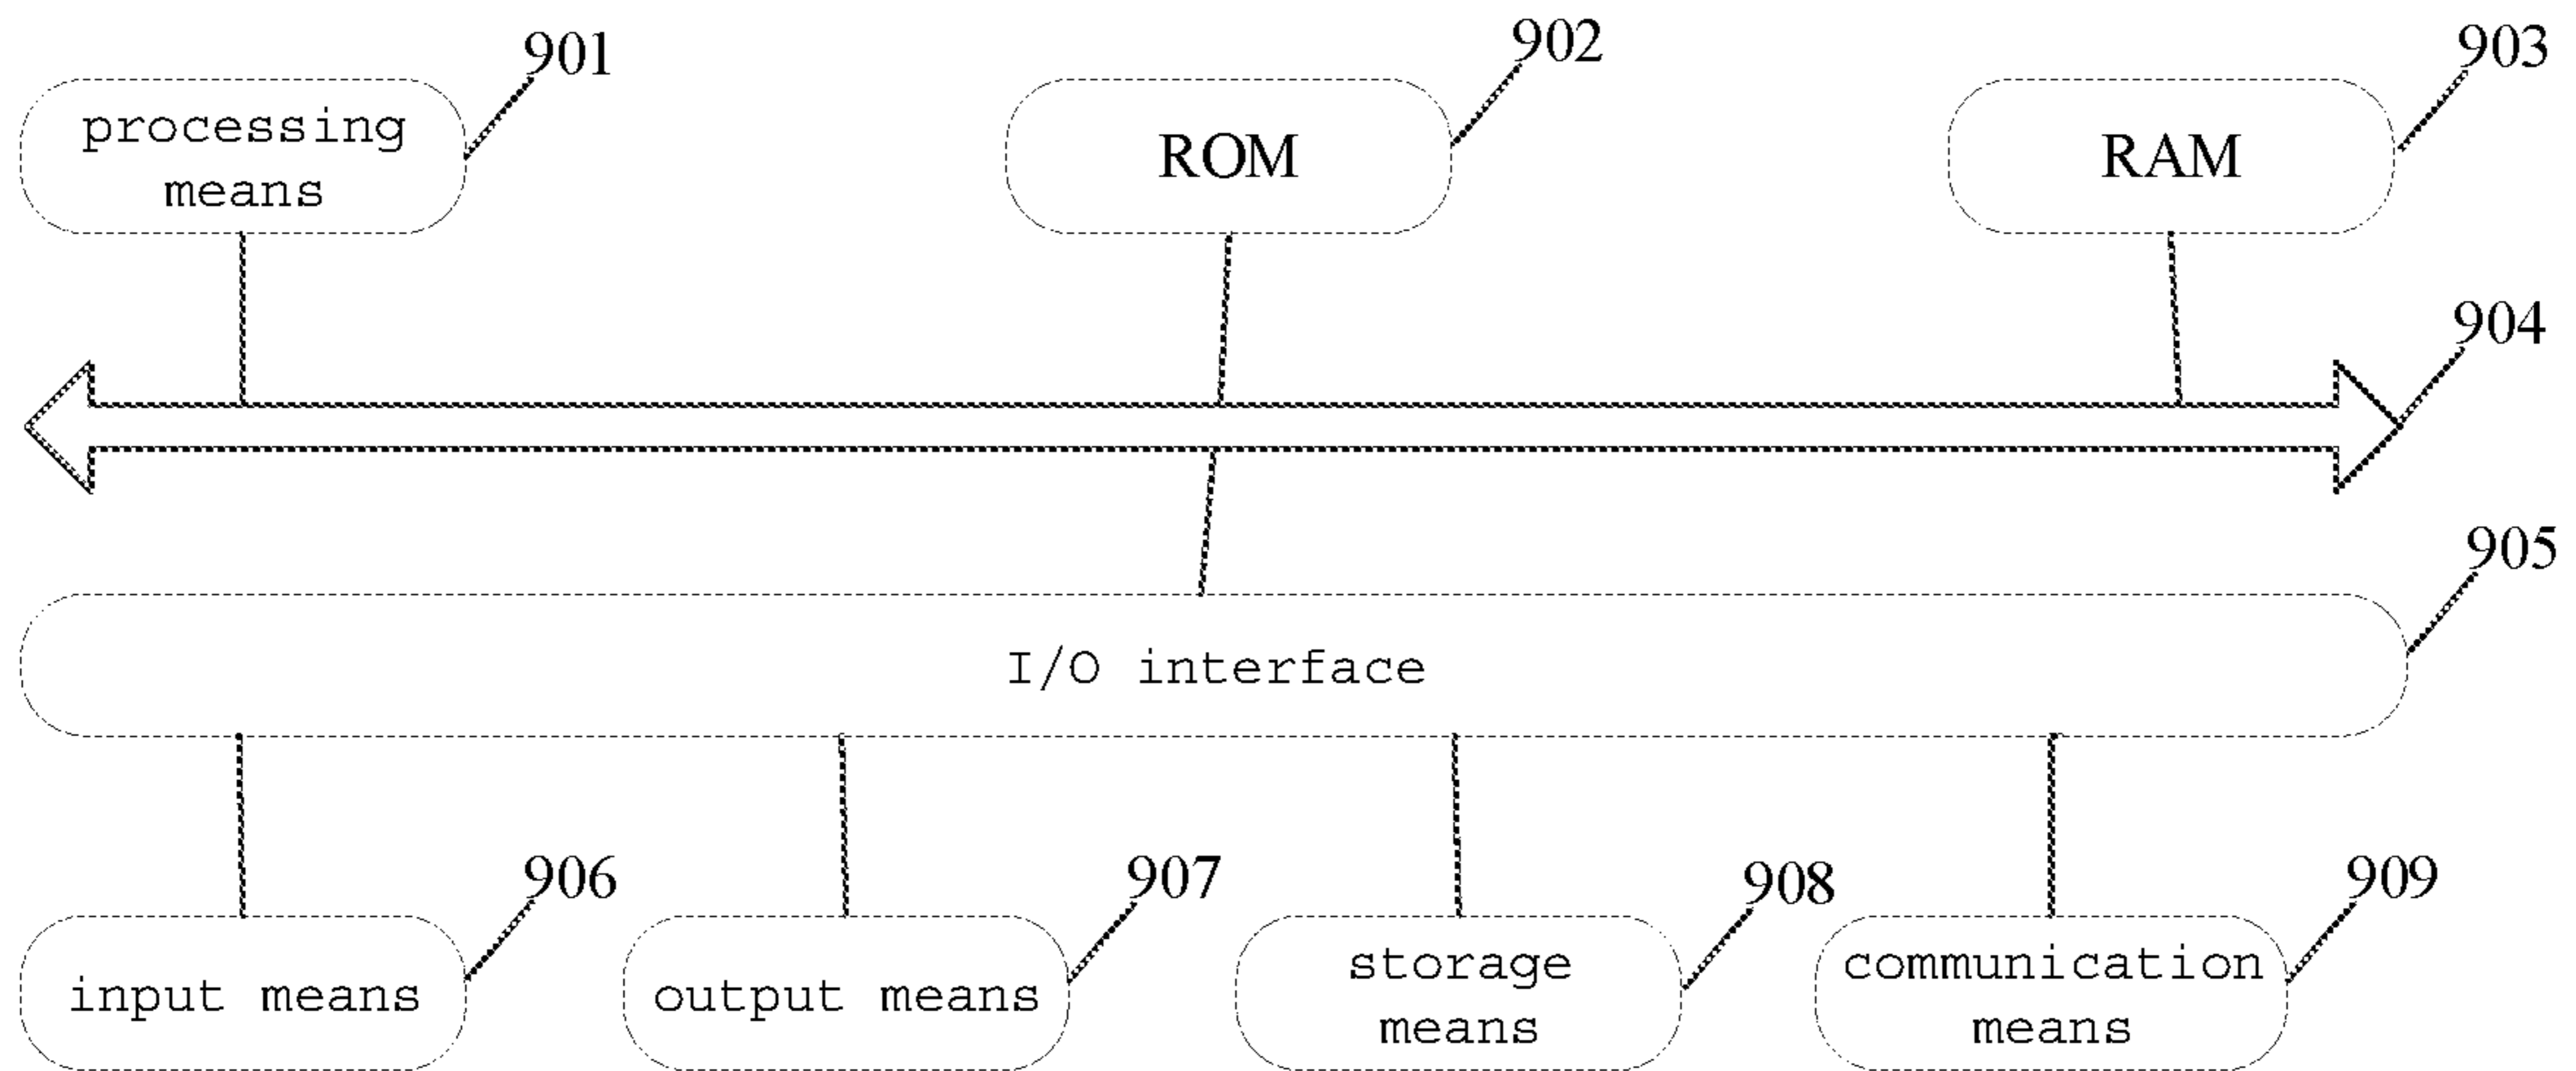 901
902
903
processing
means
ROM
RAM
904
905
I/O interface
906
907
908
909
input means
output means
storage
means
communication
means